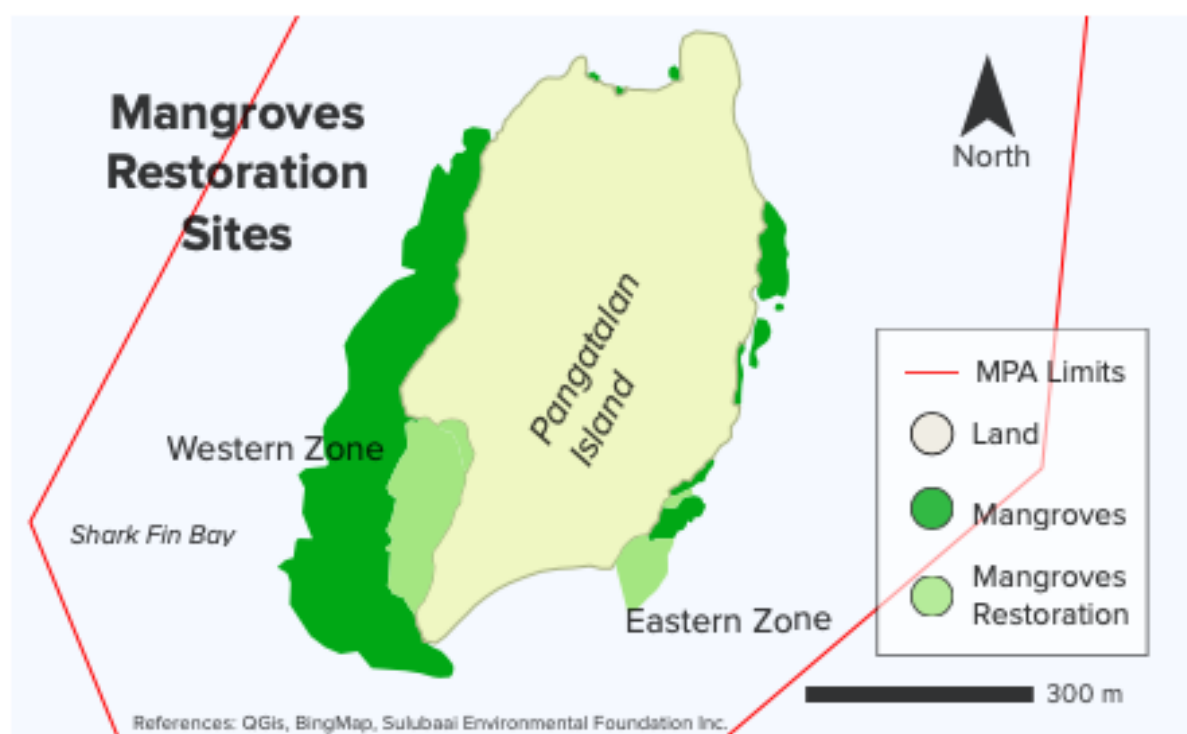 Mangroves
Restoration
Sites
North
Pangatalan
Island
Western Zone
Shark Fin Bay
Eastern Zone
MPA Limits
Land
Mangroves
Mangroves
Restoration
300 m
References: QGis, BingMap, Sulubaai Environmental Foundation Inc.